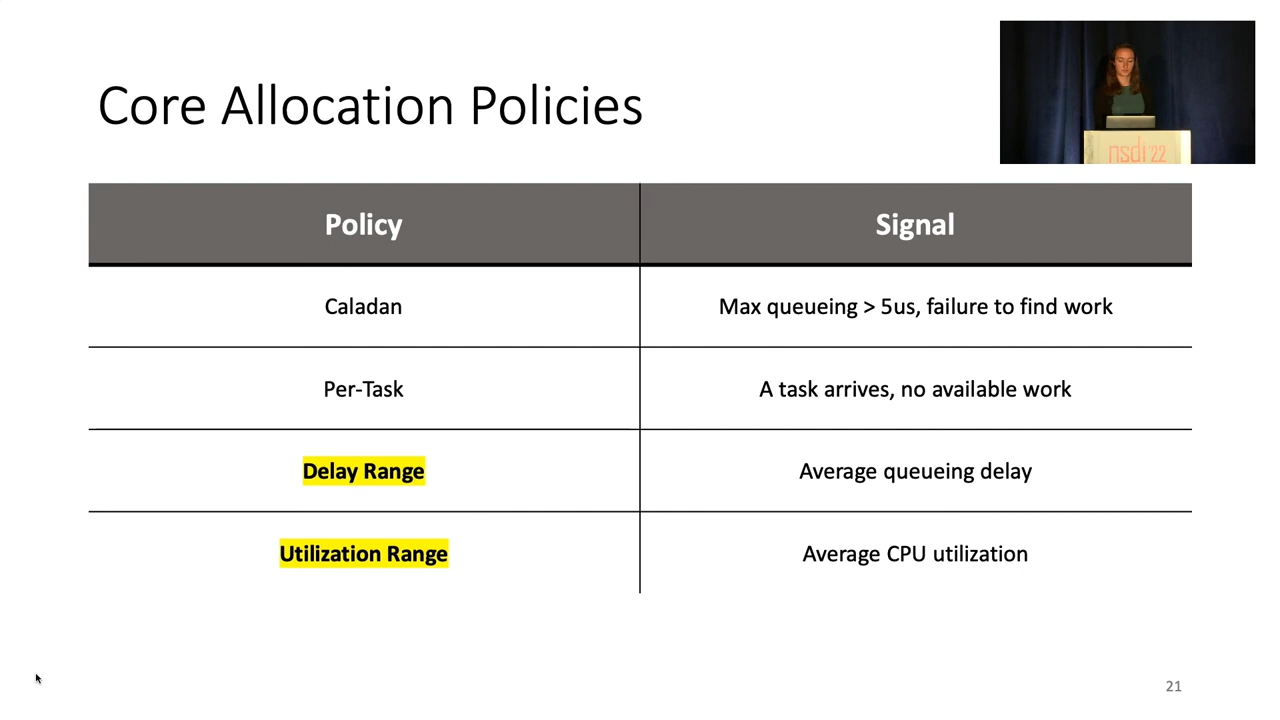 Core Allocation Policies
nsdi '22
Policy
Signal
Caladan
Max queueing > 5us, failure to find work
Per-Task
A task arrives, no available work
Delay Range
Average queueing delay
Utilization Range
Average CPU utilization
21